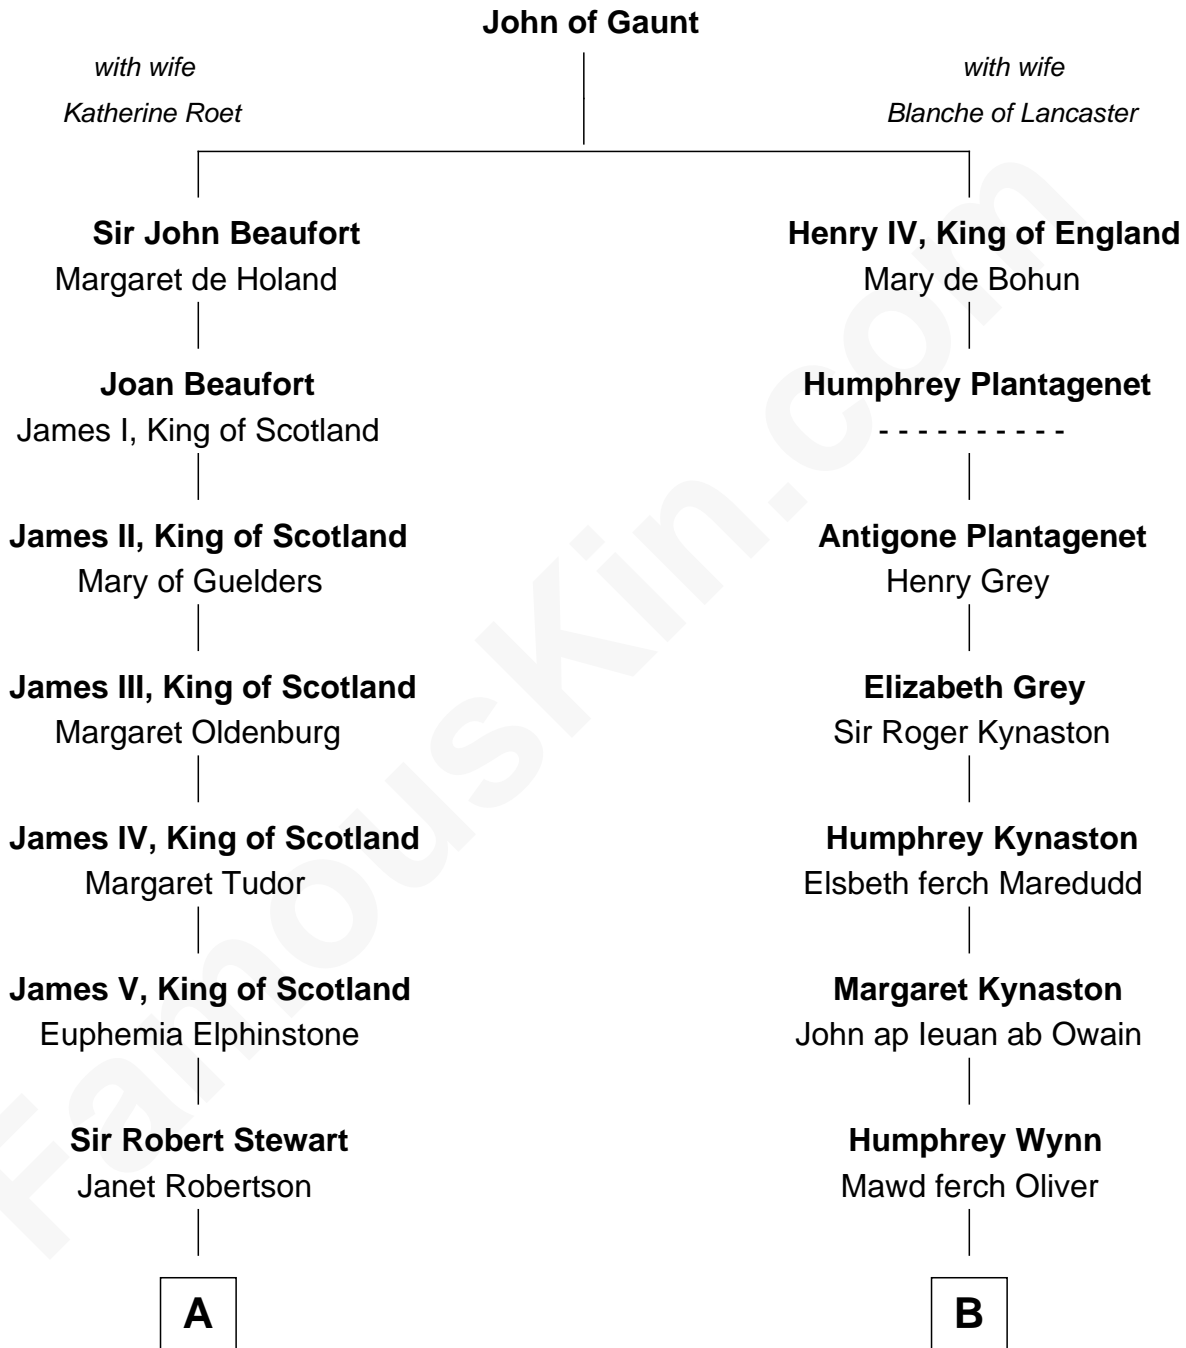 John of Gaunt
with wife
Katherine Roet
with wife
Blanche of Lancaster
Sir John Beaufort
Margaret de Holand
Henry IV, King of England
Mary de Bohun
Joan Beaufort
James I, King of Scotland
Humphrey Plantagenet
- - - - - - - - - -
James II, King of Scotland
Mary of Guelders
Antigone Plantagenet
Henry Grey
James III, King of Scotland
Margaret Oldenburg
Elizabeth Grey
Sir Roger Kynaston
James IV, King of Scotland
Margaret Tudor
Humphrey Kynaston
Elsbeth ferch Maredudd
James V, King of Scotland
Euphemia Elphinstone
Margaret Kynaston
John ap Ieuan ab Owain
Sir Robert Stewart
Janet Robertson
Humphrey Wynn
Mawd ferch Oliver
A
B
FamousKin.com